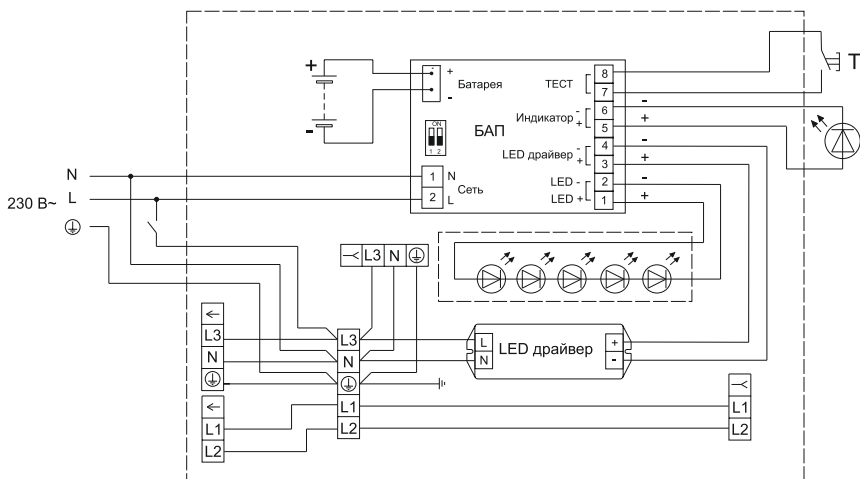 +
-
+
Батарея
-
ON
1 2
БАП
1 N
Сеть
2 L
ТЕСТ
8
7
Индикатор
-
+
6
5
LED драйвер
-
+
4
3
LED -
LED +
2
1
-
+
-
+
-
+
T
N
230 В~ L
L3 N
L3
N
L1
L2
L3
N
L1
L2
L
N
LED драйвер
+
-
L1
L2